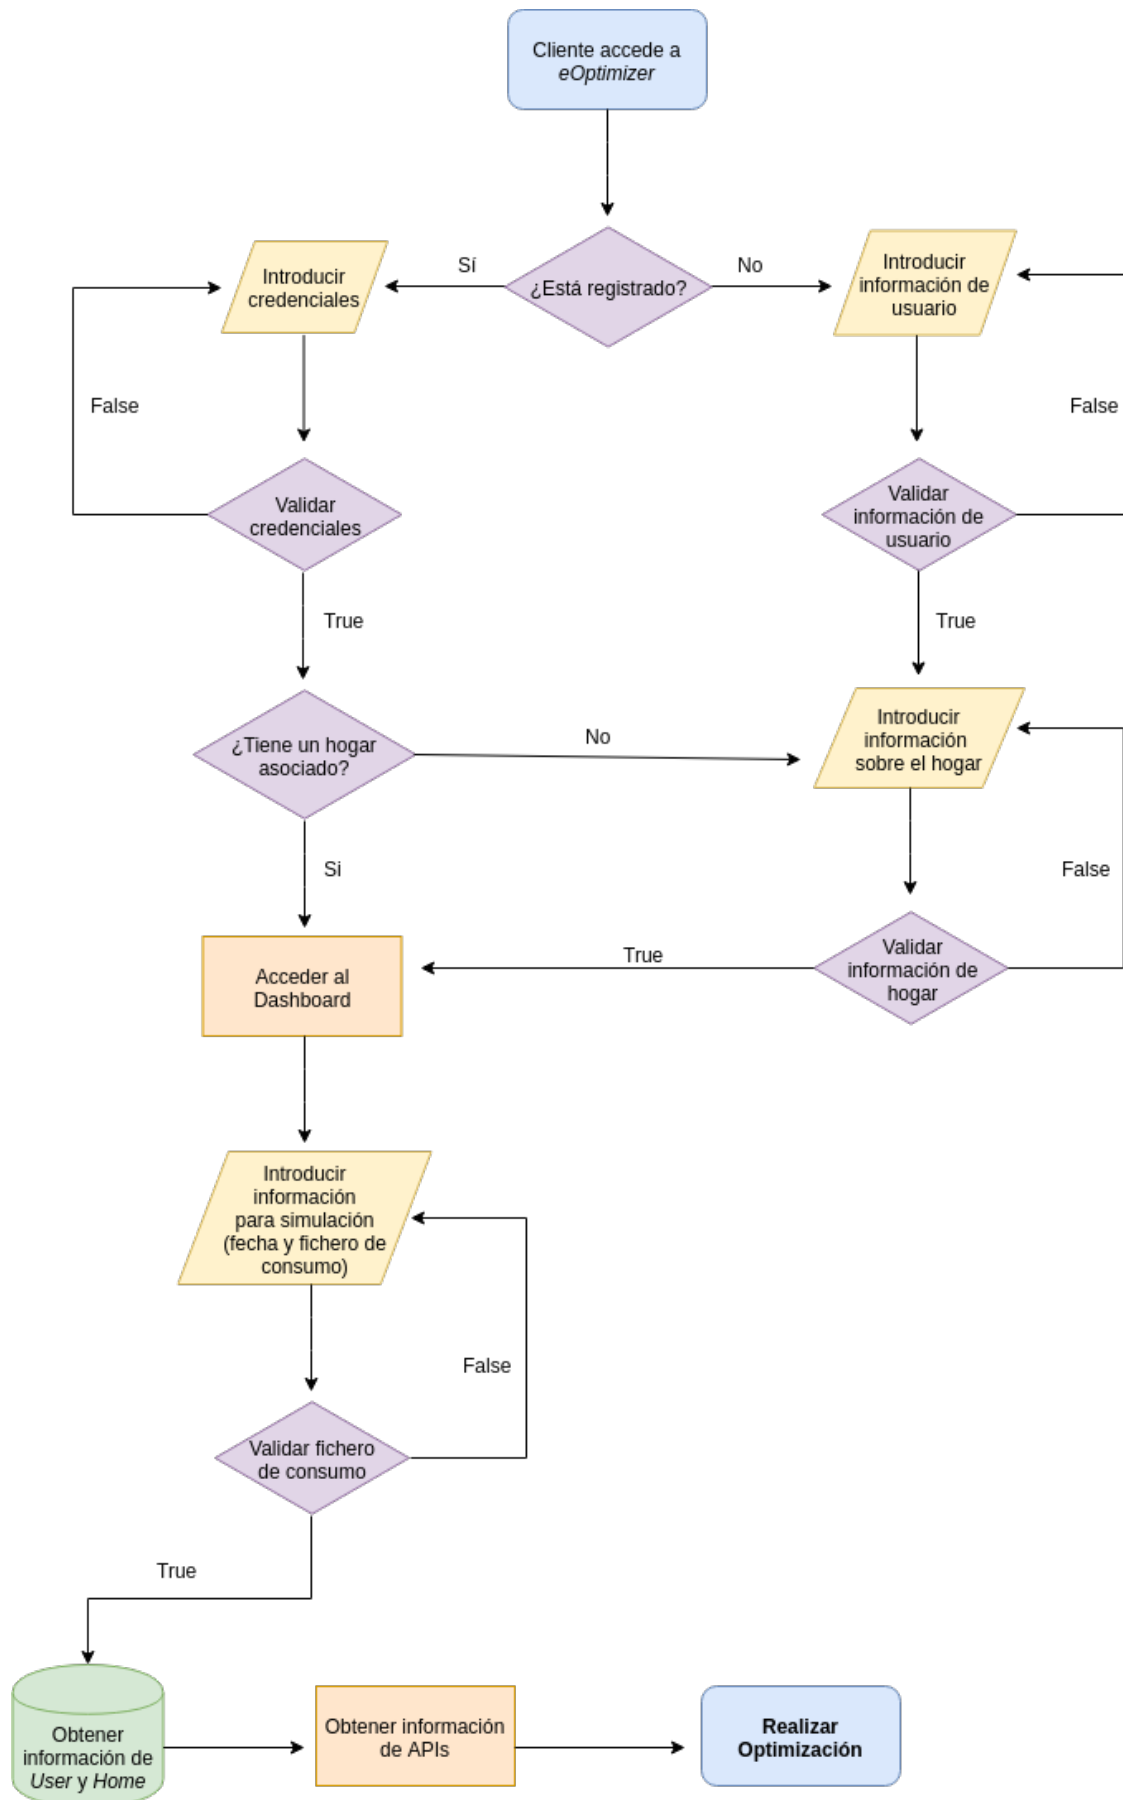 Cliente accede a
eOptimizer
Sí
¿Está registrado?
No
Introducir
credenciales
Introducir
información de
usuario
False
False
Validar
credenciales
Validar
información de
usuario
True
True
¿Tiene un hogar
asociado?
No
Introducir
información
sobre el hogar
Si
False
Acceder al
Dashboard
True
Validar
información de
hogar
Introducir
información
para simulación
(fecha y fichero de
consumo)
False
Validar fichero
de consumo
True
Obtener
información de
User y Home
Obtener información
de APIs
Realizar
Optimización